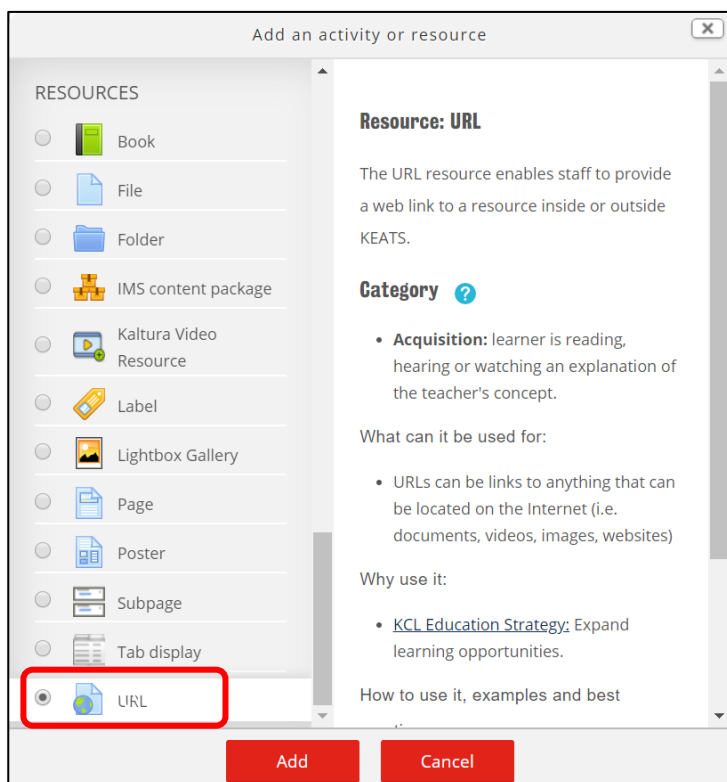 Add an activity or resource
RESOURCES
Book
File
Folder
IMS content package
Kaltura Video
Resource
Label
Lightbox Gallery
Page
Poster
Subpage
Tab display
URL
Resource: URL
The URL resource enables staff to provide
a web link to a resource inside or outside
KEATS.
Category ?
• Acquisition: learner is reading,
hearing or watching an explanation of
the teacher's concept.
What can it be used for:
• URLs can be links to anything that can
be located on the Internet (i.e.
documents, videos, images, websites)
Why use it:
• KCL Education Strategy: Expand
learning opportunities.
How to use it, examples and best
Add
Cancel